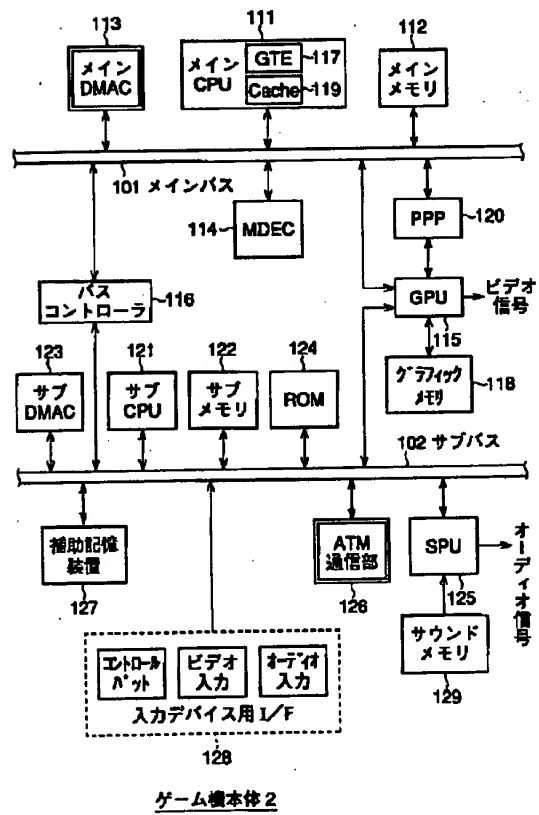 113
メイン
DMAC
111
メイン
CPU
GTE
117
Cache
119
112
メイン
メモリ
101 メインバス
114
MDEC
PPP
120
バス
コントローラ
116
GPU
115
ビデオ
信号
グラフィック
メモリ
118
123
サブ
DMAC
121
サブ
CPU
122
サブ
メモリ
124
ROM
102 サブバス
補助記憶
装置
127
ATM
通信部
126
SPU
125
オーディオ信号
サウンド
メモリ
129
コントロール
パット
ビデオ
入力
オーディオ
入力
入力デバイス用I/F
128
ゲーム機本体2